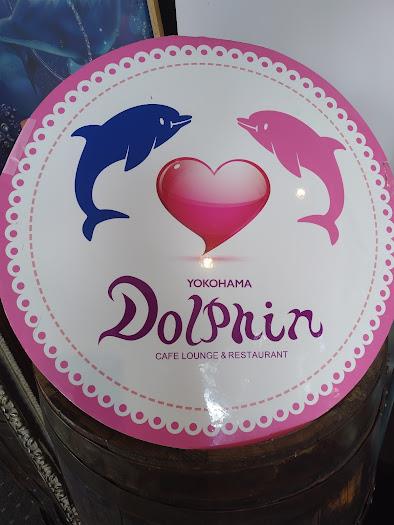 YOKOHAMA
Dolphin
CAFE LOUNGE & RESTAURANT